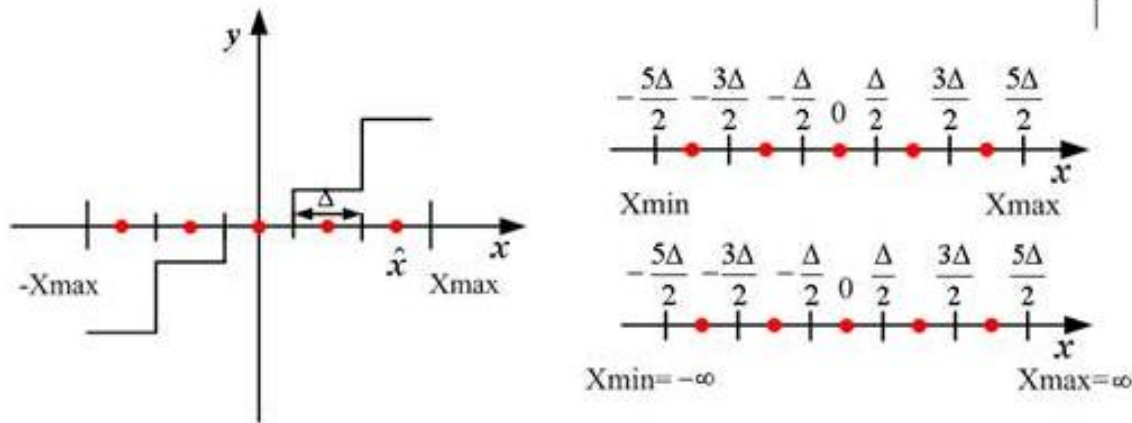 y
Δ
x
x̂
-Xmax
Xmax
-5Δ/2 -3Δ/2 -Δ/2 0 Δ/2 3Δ/2 5Δ/2
x
Xmin
Xmax
-5Δ/2 -3Δ/2 -Δ/2 0 Δ/2 3Δ/2 5Δ/2
x
Xmin=-∞
Xmax=∞